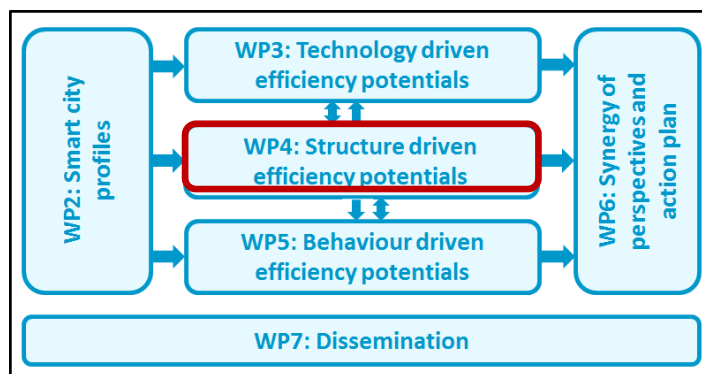 WP2: Smart city
profiles
WP3: Technology driven
efficiency potentials
WP4: Structure driven
efficiency potentials
WP5: Behaviour driven
efficiency potentials
WP6: Synergy of
perspectives and
action plan
WP7: Dissemination